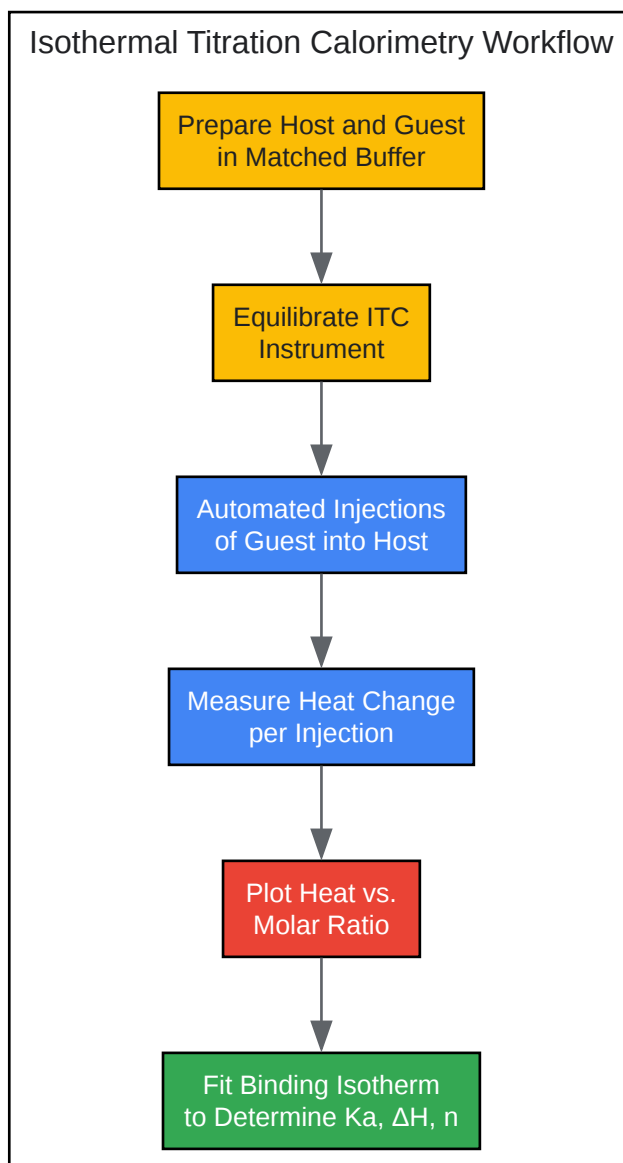 Isothermal Titration Calorimetry Workflow
Prepare Host and Guest
in Matched Buffer
Equilibrate ITC
Instrument
Automated Injections
of Guest into Host
Measure Heat Change
per Injection
Plot Heat vs.
Molar Ratio
Fit Binding Isotherm
to Determine Ka, ΔH, n